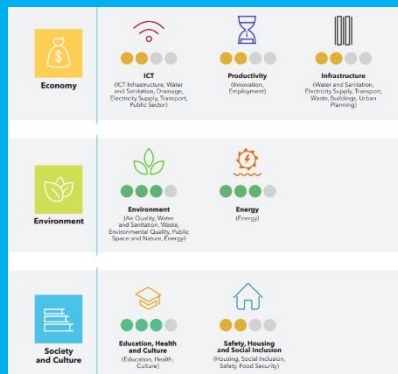 Economy
ICT
(ICT Infrastructure, Water
and Sanitation, Drainage,
Electricity Supply, Transport,
Public Sector)
Productivity
(Innovation,
Employment)
Infrastructure
(Water and Sanitation,
Electricity Supply, Transport,
Waste, Buildings, Urban
Planning)
Environment
Environment
(Air Quality, Water
and Sanitation, Waste,
Environmental Quality, Public
Space and Nature, Energy)
Energy
(Energy)
Society
and Culture
Education, Health
and Culture
(Education, Health,
Culture)
Safety, Housing
and Social Inclusion
(Housing, Social Inclusion,
Safety, Food Security)